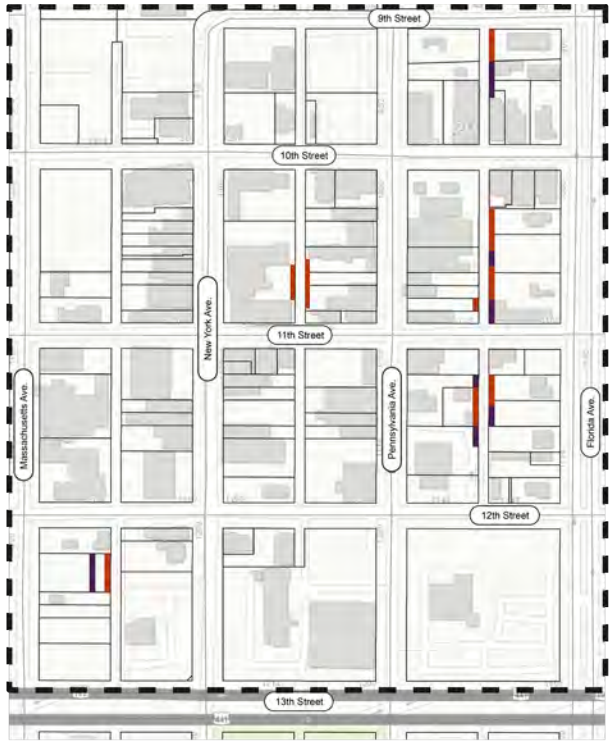 9th Street
10th Street
11th Street
New York Ave.
Massachusetts Ave.
Pennsylvania Ave.
Florida Ave.
12th Street
13th Street